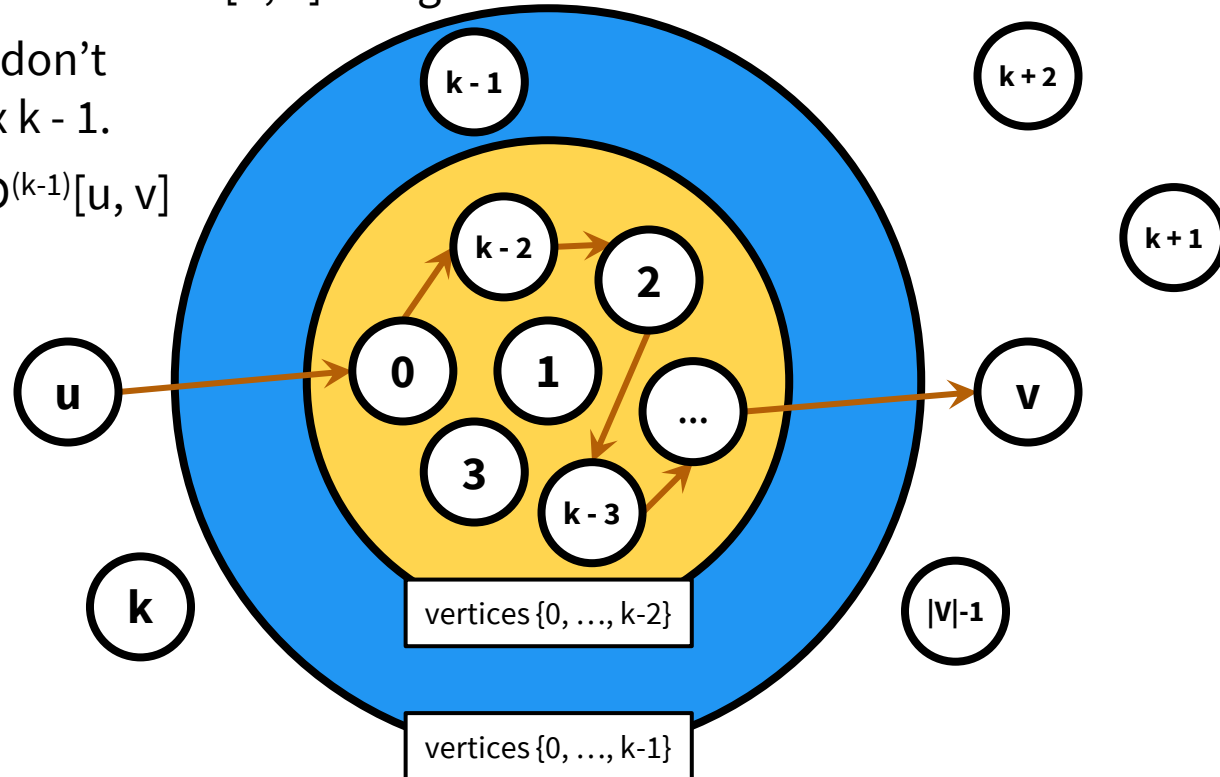 don’t
k - 1.
(k-1)[u, v]
k - 1
k + 2
k + 1
k - 2
2
0
1
...
u
v
3
k - 3
k
|V|-1
vertices {0, …, k-2}
vertices {0, …, k-1}